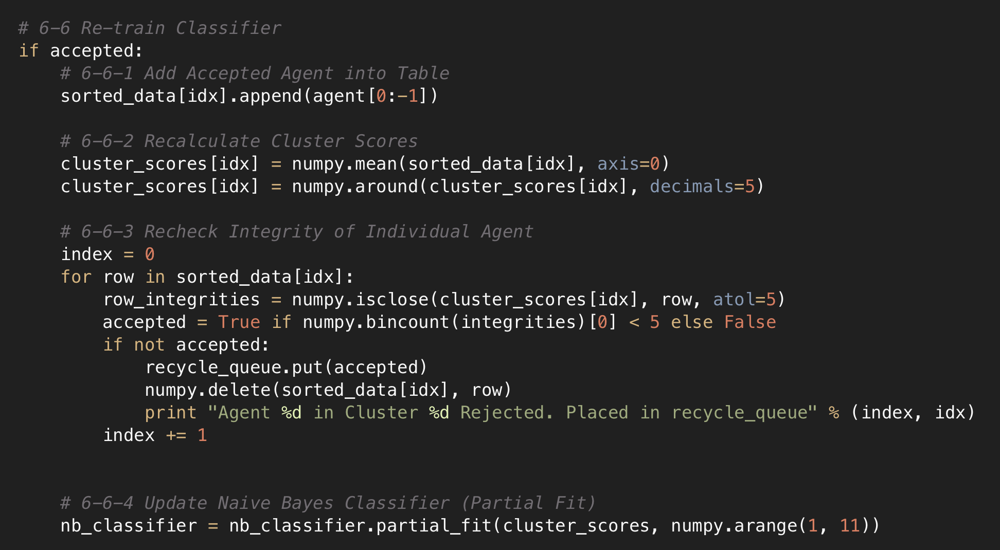 # 6-6 Re-train Classifier
if accepted:
    # 6-6-1 Add Accepted Agent into Table
    sorted_data[idx].append(agent[0:-1])

    # 6-6-2 Recalculate Cluster Scores
    cluster_scores[idx] = numpy.mean(sorted_data[idx], axis=0)
    cluster_scores[idx] = numpy.around(cluster_scores[idx], decimals=5)

    # 6-6-3 Recheck Integrity of Individual Agent
    index = 0
    for row in sorted_data[idx]:
        row_integrities = numpy.isclose(cluster_scores[idx], row, atol=5)
        accepted = True if numpy.bincount(integrities)[0] < 5 else False
        if not accepted:
            recycle_queue.put(accepted)
            numpy.delete(sorted_data[idx], row)
            print "Agent %d in Cluster %d Rejected. Placed in recycle_queue" % (index, idx)
        index += 1


    # 6-6-4 Update Naive Bayes Classifier (Partial Fit)
    nb_classifier = nb_classifier.partial_fit(cluster_scores, numpy.arange(1, 11))